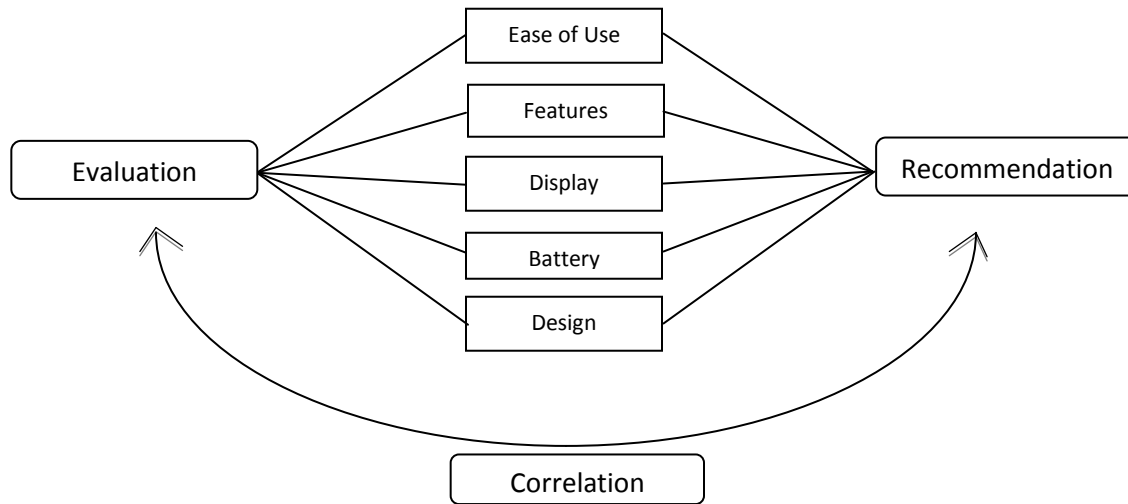 Ease of Use
Features
Evaluation
Recommendation
Display
Battery
Design
Correlation